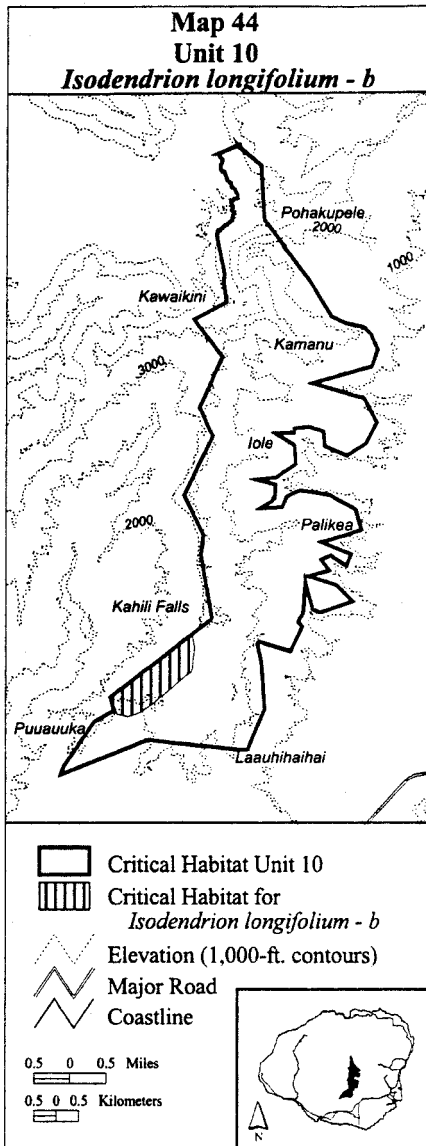 Map 44
Unit 10
Isodendrion longifolium - b
Pohakupele
2000
1000
Kawaikini
Kamanu
3000
Iole
2000
Palikea
Kahili Falls
Puuauuka
Laauhihaihai
Critical Habitat Unit 10
Critical Habitat for
Isodendrion longifolium - b
Elevation (1,000-ft. contours)
Major Road
Coastline
0.5 0 0.5 Miles
0.5 0 0.5 Kilometers
N